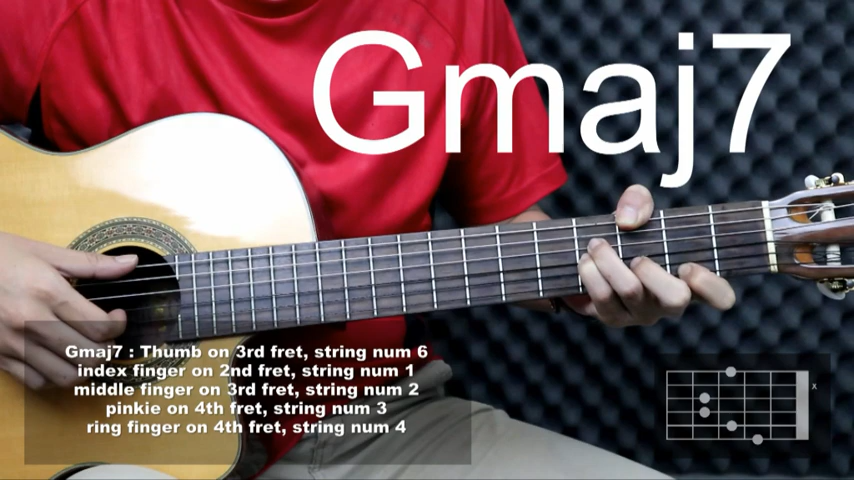 Gmaj7
Gmaj7 : Thumb on 3rd fret, string num 6
index finger on 2nd fret, string num 1
middle finger on 3rd fret, string num 2
pinkie on 4th fret, string num 3
ring finger on 4th fret, string num 4
x